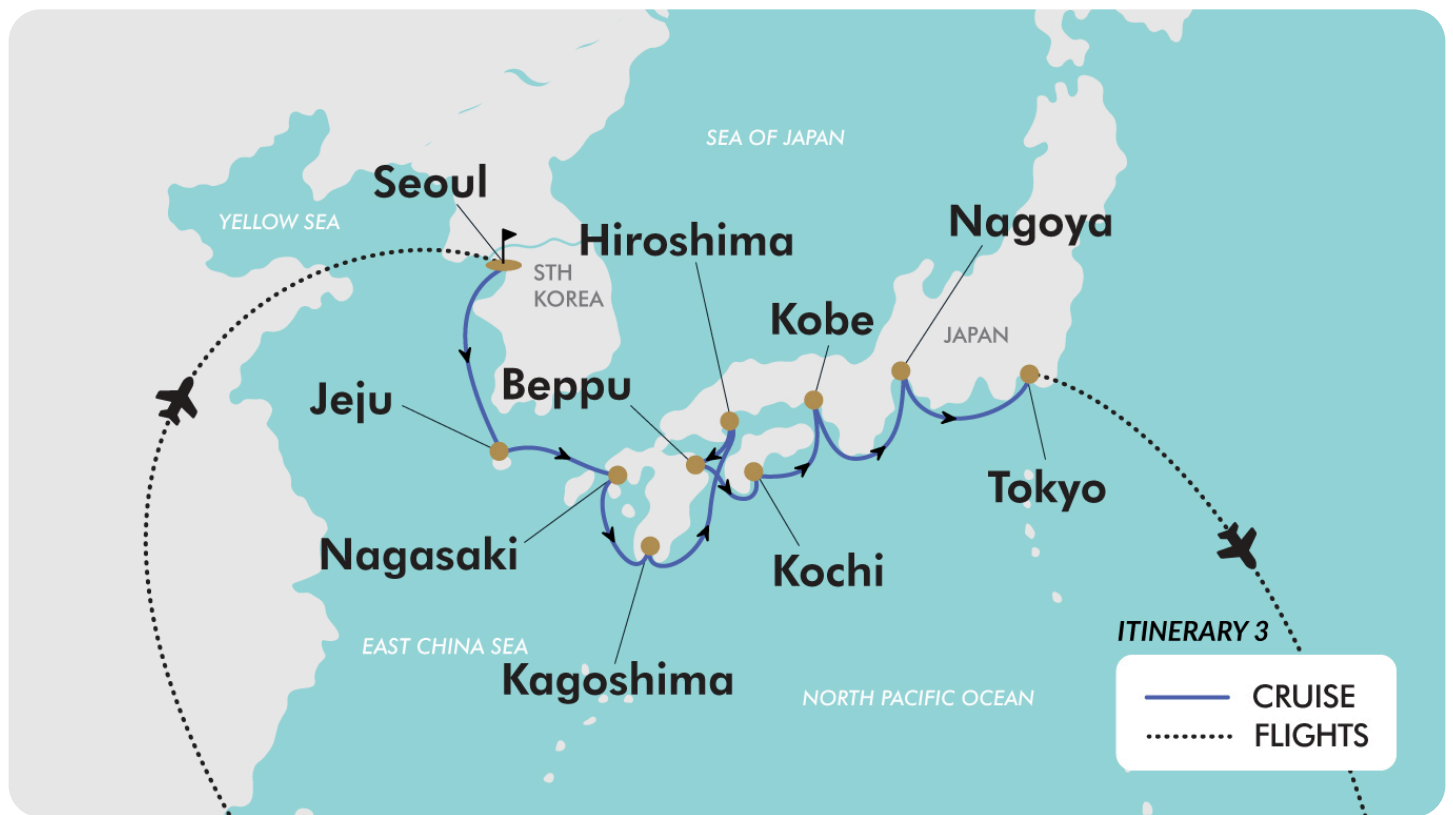 SEA OF JAPAN
Seoul
YELLOW SEA
Hiroshima
Nagoya
STH
KOREA
Kobe
JAPAN
Beppu
Jeju
Tokyo
Nagasaki
Kochi
EAST CHINA SEA
Kagoshima
NORTH PACIFIC OCEAN
ITINERARY 3
CRUISE
FLIGHTS